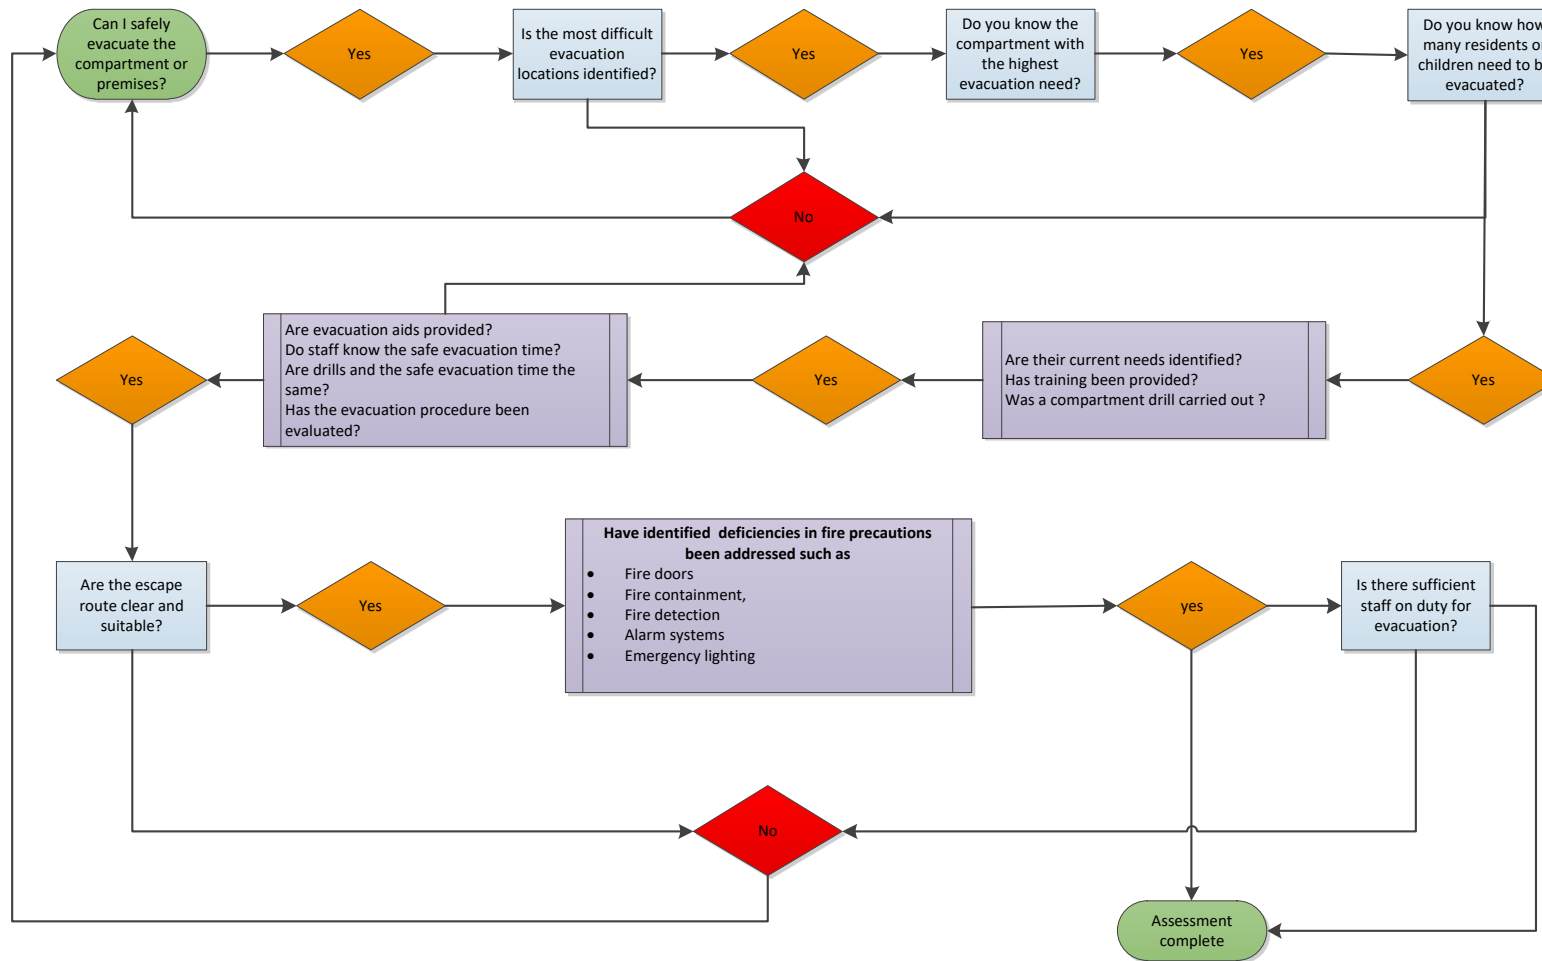 Can I safely
evacuate the
compartment or
premises?
Yes
Is the most difficult
evacuation
locations identified?
Yes
Do you know the
compartment with
the highest
evacuation need?
Yes
Do you know how
many residents or
children need to be
evacuated?
No
Yes
Are evacuation aids provided?
Do staff know the safe evacuation time?
Are drills and the safe evacuation time the
same?
Has the evacuation procedure been
evaluated?
Yes
Are their current needs identified?
Has training been provided?
Was a compartment drill carried out ?
Yes
Are the escape
route clear and
suitable?
Yes
Have identified  deficiencies in fire precautions
been addressed such as
• Fire doors
• Fire containment,
• Fire detection
• Alarm systems
• Emergency lighting
yes
Is there sufficient
staff on duty for
evacuation?
No
Assessment
complete